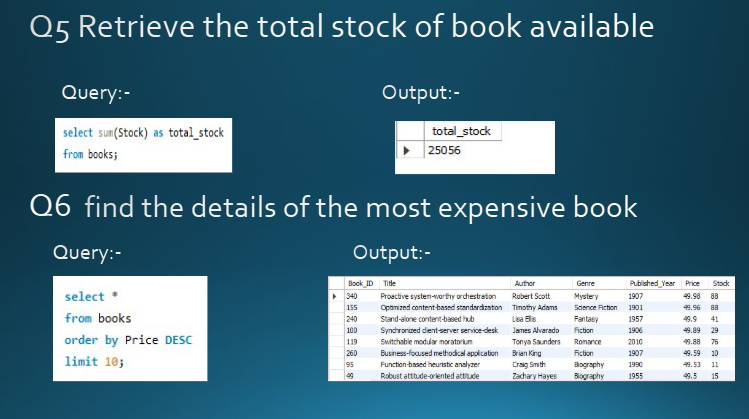 Q5 Retrieve the total stock of book available
Query:-
Output:-
select sum(Stock) as total_stock
from books;
total_stock
25056
Q6 find the details of the most expensive book
Query:-
Output:-
select *
from books
order by Price DESC
limit 10;
Book_ID Title Author Genre Published_Year Price Stock
340 Proactive system-worthy orchestration Robert Scott Mystery 1907 49.98 88
155 Optimized content-based standardization Timothy Adams Science Fiction 1901 49.96 88
240 Stand-alone content-based hub Lisa Ellis Fantasy 1957 49.9 41
100 Synchronized client-server service-desk James Alvarado Fiction 1906 49.89 29
119 Switchable modular moratorium Tonya Saunders Romance 2010 49.88 76
260 Business-focused methodical application Brian King Fiction 1907 49.59 10
95 Function-based heuristic analyzer Craig Smith Biography 1990 49.53 11
49 Robust attitude-oriented attitude Zachary Hayes Biography 1955 49.5 15